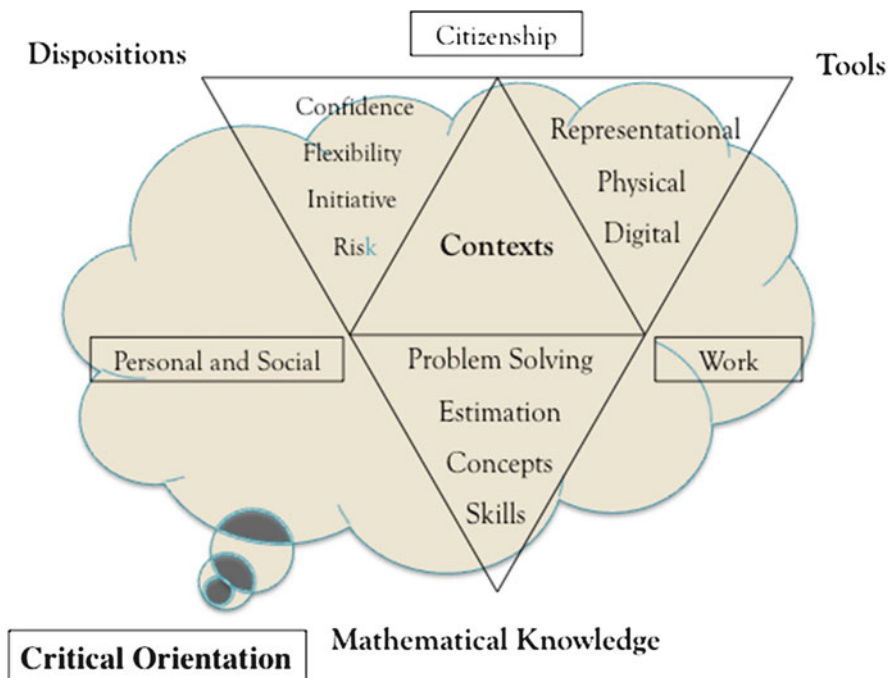 Citizenship
Dispositions
Tools
Confidence
Flexibility
Initiative
Risk
Representational
Physical
Digital
Contexts
Personal and Social
Work
Problem Solving
Estimation
Concepts
Skills
Mathematical Knowledge
Critical Orientation